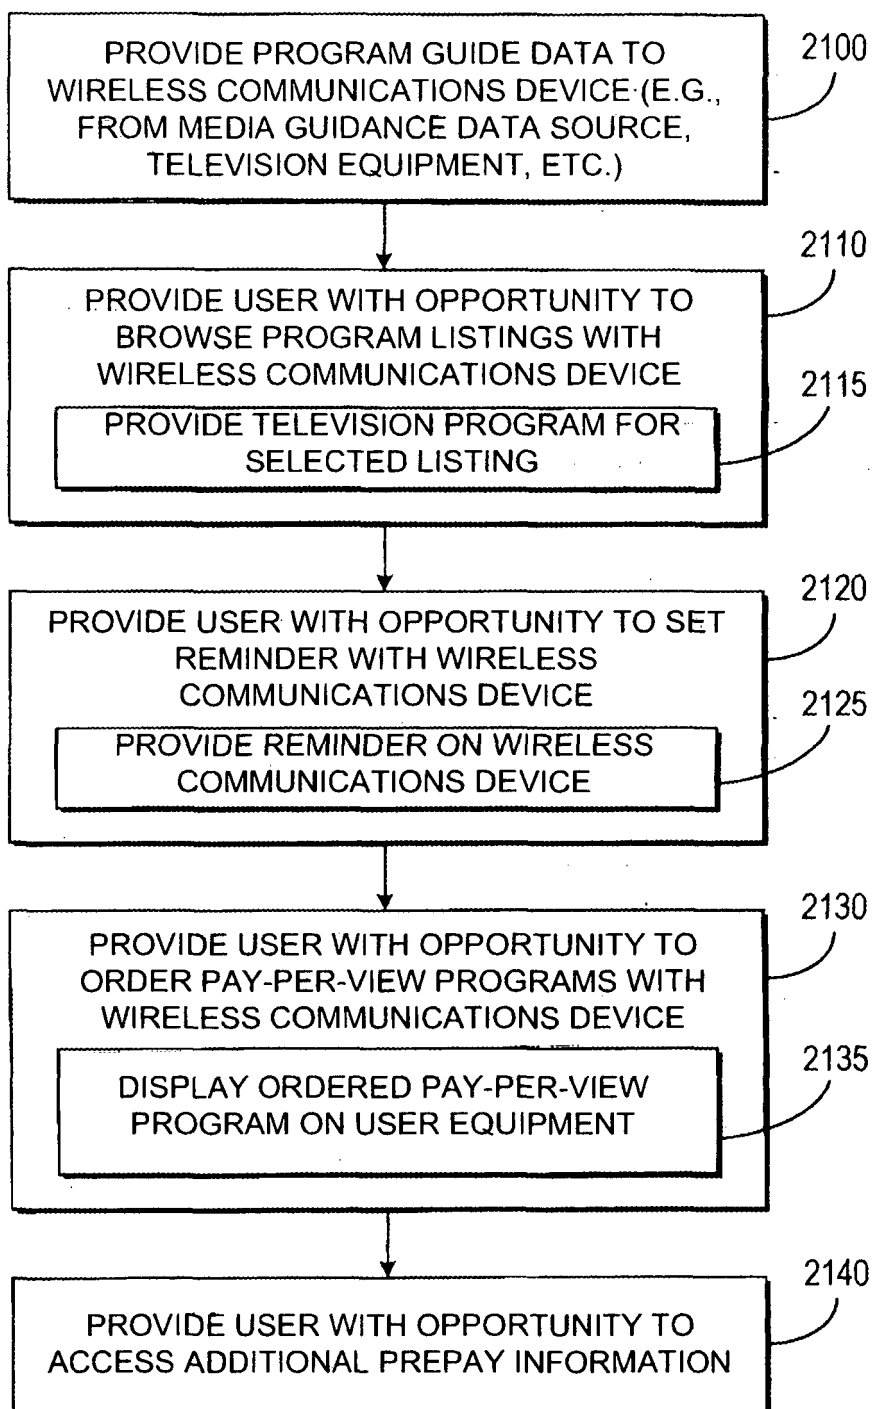 PROVIDE PROGRAM GUIDE DATA TO
WIRELESS COMMUNICATIONS DEVICE (E.G.,
FROM MEDIA GUIDANCE DATA SOURCE,
TELEVISION EQUIPMENT, ETC.)
2100
PROVIDE USER WITH OPPORTUNITY TO
BROWSE PROGRAM LISTINGS WITH
WIRELESS COMMUNICATIONS DEVICE
2110
PROVIDE TELEVISION PROGRAM FOR
SELECTED LISTING
2115
PROVIDE USER WITH OPPORTUNITY TO SET
REMINDER WITH WIRELESS
COMMUNICATIONS DEVICE
2120
PROVIDE REMINDER ON WIRELESS
COMMUNICATIONS DEVICE
2125
PROVIDE USER WITH OPPORTUNITY TO
ORDER PAY-PER-VIEW PROGRAMS WITH
WIRELESS COMMUNICATIONS DEVICE
2130
DISPLAY ORDERED PAY-PER-VIEW
PROGRAM ON USER EQUIPMENT
2135
PROVIDE USER WITH OPPORTUNITY TO
ACCESS ADDITIONAL PREPAY INFORMATION
2140